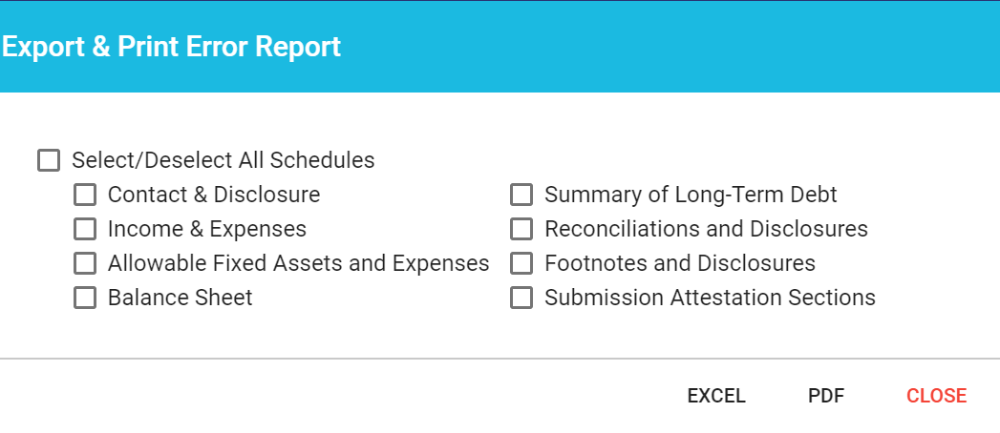 Export & Print Error Report
Select/Deselect All Schedules
Contact & Disclosure
Income & Expenses
Allowable Fixed Assets and Expenses
Balance Sheet
Summary of Long-Term Debt
Reconciliations and Disclosures
Footnotes and Disclosures
Submission Attestation Sections
EXCEL PDF CLOSE